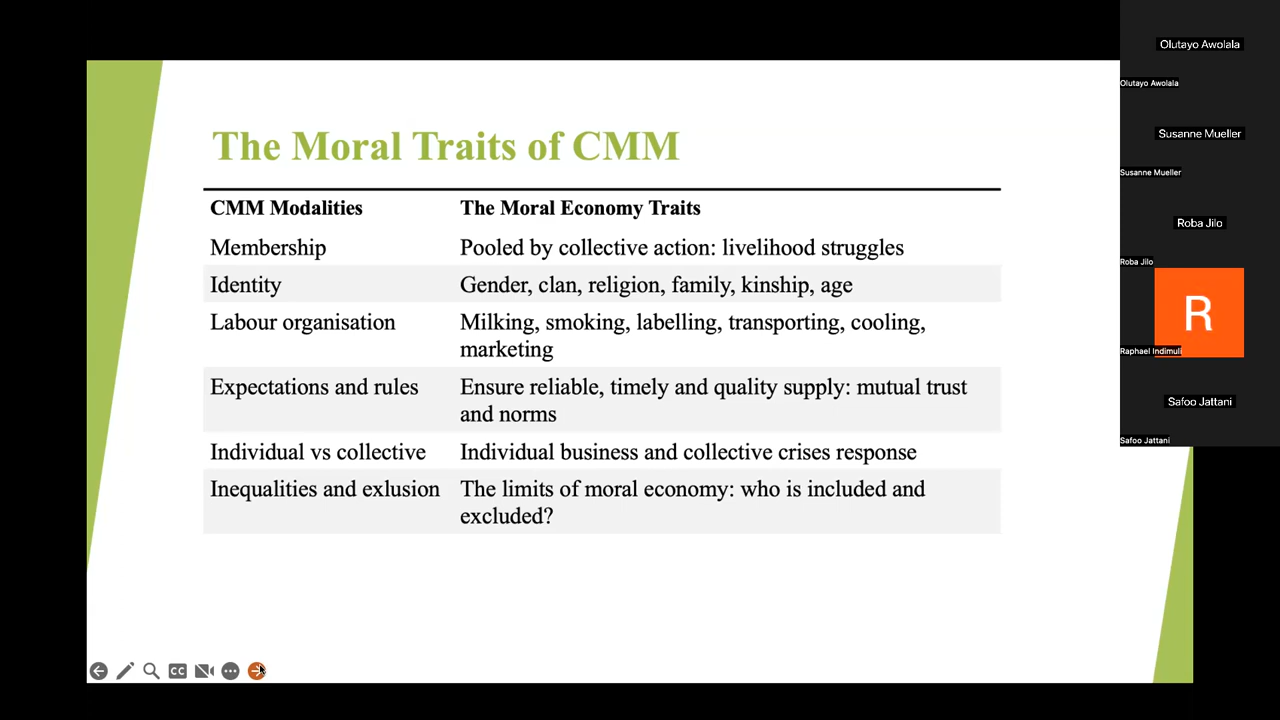 The Moral Traits of CMM
CMM Modalities
The Moral Economy Traits
Membership
Pooled by collective action: livelihood struggles
Identity
Gender, clan, religion, family, kinship, age
Labour organisation
Milking, smoking, labelling, transporting, cooling,
marketing
Expectations and rules
Ensure reliable, timely and quality supply: mutual trust
and norms
Individual vs collective
Individual business and collective crises response
Inequalities and exlusion
The limits of moral economy: who is included and
excluded?
CC
Olutayo Awolala
Olutayo Awolala
Susanne Mueller
Susanne Mueller
Roba Jilo
Roba Jilo
R
Raphael Indimuli
Safoo Jattani
Safoo Jattani